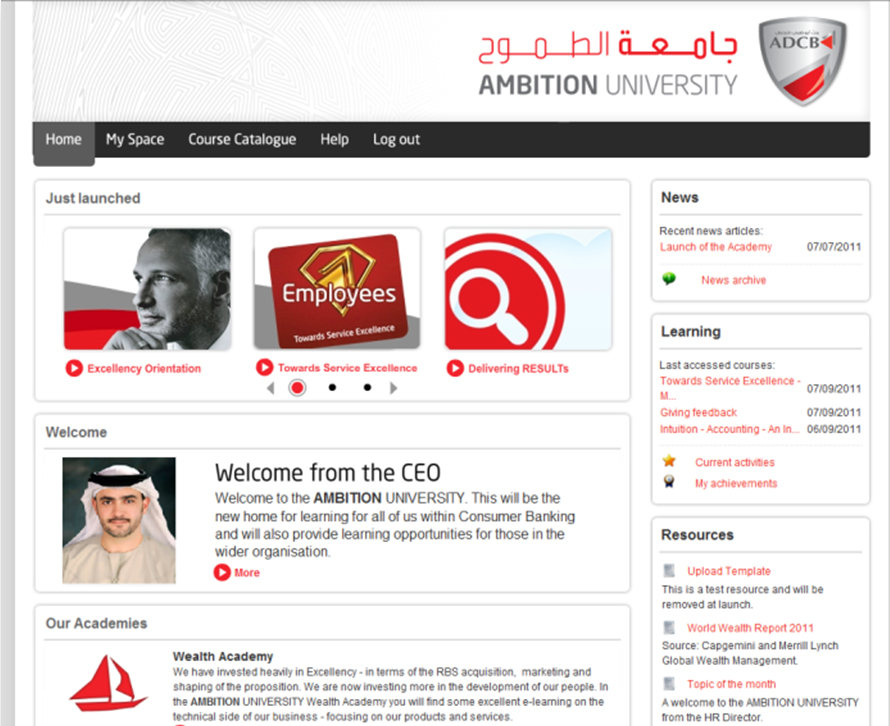 جامعة الطموح
AMBITION UNIVERSITY
ADCB
Home My Space Course Catalogue Help Log out
Just launched
Employees
Towards Service Excellence
Excellency Orientation
Towards Service Excellence
Delivering RESULTs
Welcome
Welcome from the CEO
Welcome to the AMBITION UNIVERSITY. This will be the
new home for learning for all of us within Consumer Banking
and will also provide learning opportunities for those in the
wider organisation.
More
Our Academies
Wealth Academy
We have invested heavily in Excellency - in terms of the RBS acquisition, marketing and
shaping of the proposition. We are now investing more in the development of our people. In
the AMBITION UNIVERSITY Wealth Academy you will find some excellent e-learning on the
technical side of our business - focusing on our products and services.
News
Recent news articles:
Launch of the Academy 07/07/2011
News archive
Learning
Last accessed courses:
Towards Service Excellence - 07/09/2011
M...
Giving feedback 07/09/2011
Intuition - Accounting - An In... 06/09/2011
Current activities
My achievements
Resources
Upload Template
This is a test resource and will be
removed at launch.
World Wealth Report 2011
Source: Capgemini and Merrill Lynch
Global Wealth Management.
Topic of the month
A welcome to the AMBITION UNIVERSITY
from the HR Director.